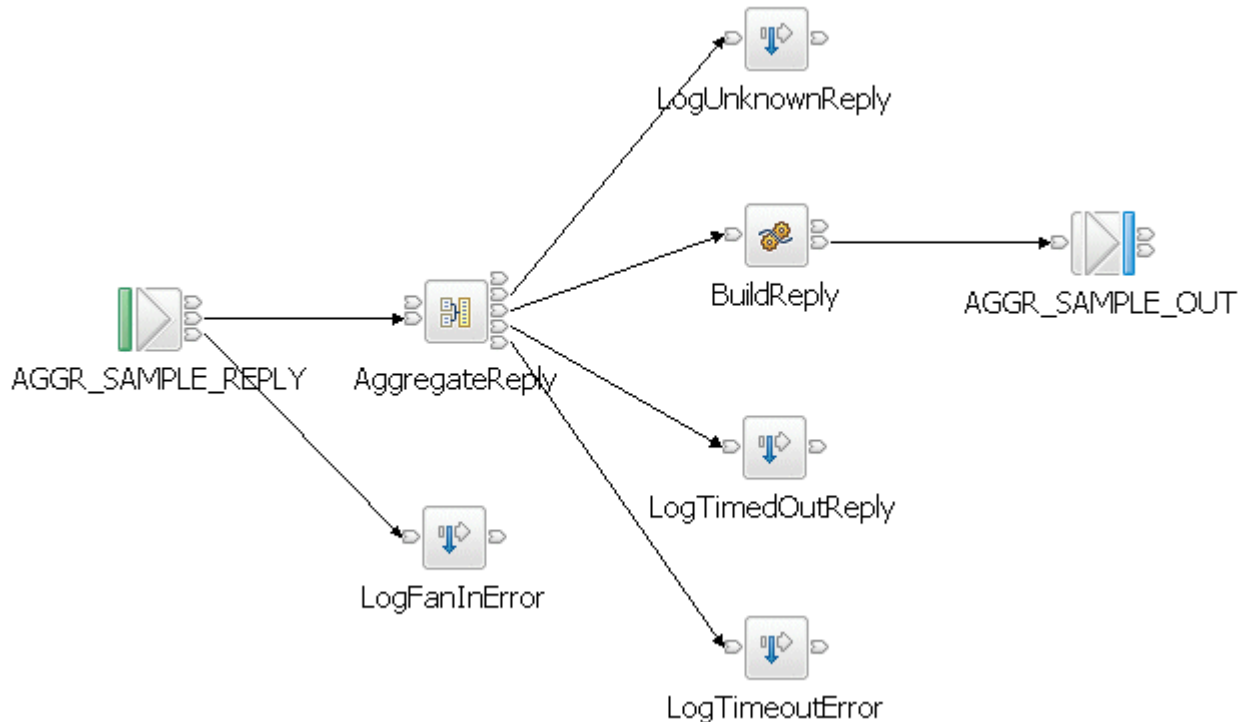 LogUnknownReply
BuildReply
AGGR_SAMPLE_OUT
AGGR_SAMPLE_REPLY
AggregateReply
LogTimedOutReply
LogFanInError
LogTimeoutError